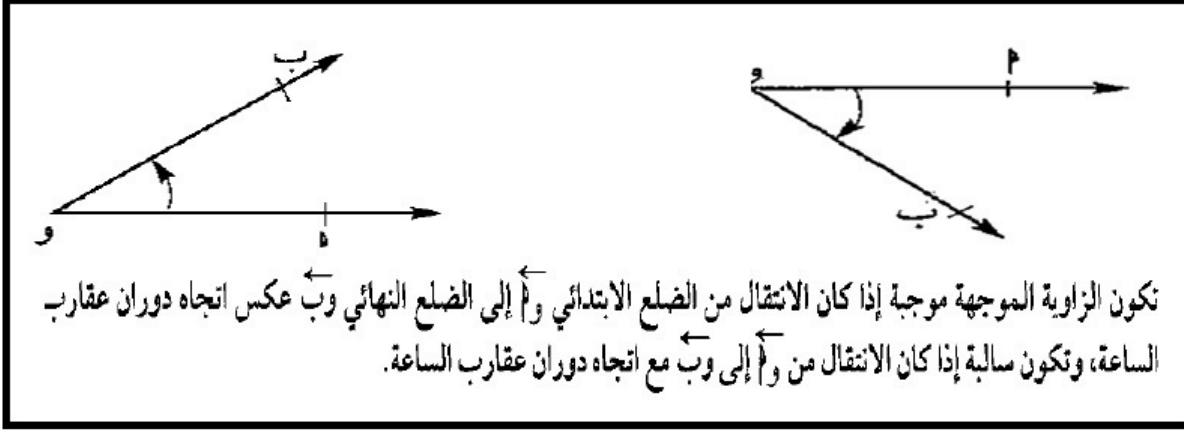 ب
و
أ
و
أ
ب
تكون الزاوية الموجهة موجبة إذا كان الانتقال من الضلع الابتدائي وأ إلى الضلع النهائي وب عكس اتجاه دوران عقارب
الساعة، وتكون سالبة إذا كان الانتقال من وأ إلى وب مع اتجاه دوران عقارب الساعة.